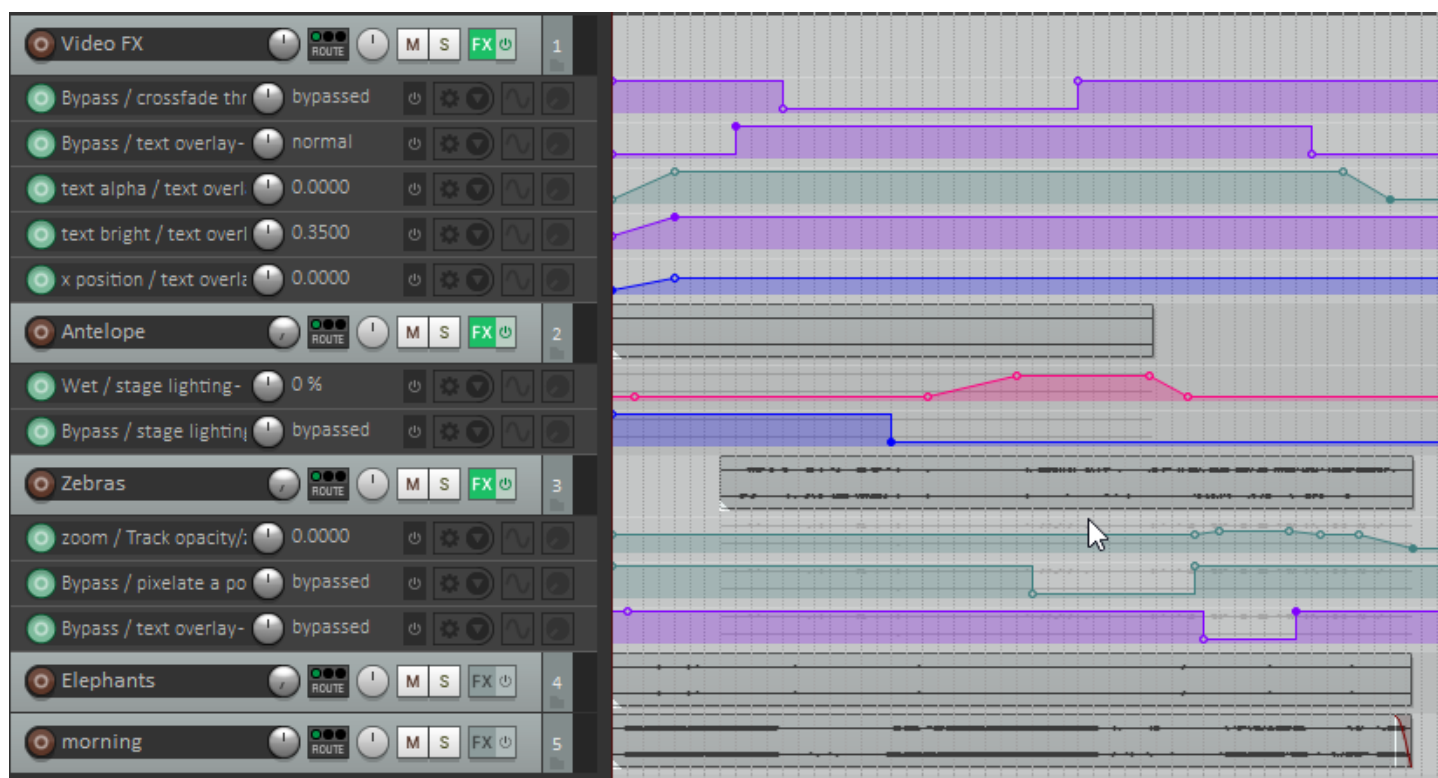 Video FX ROUTE M S FX 1
Bypass / crossfade thr bypassed
Bypass / text overlay- normal
text alpha / text overl 0.0000
text bright / text overl 0.3500
x position / text overla 0.0000
Antelope ROUTE M S FX 2
Wet / stage lighting- 0 %
Bypass / stage lighting bypassed
Zebras ROUTE M S FX 3
zoom / Track opacity/z 0.0000
Bypass / pixelate a po bypassed
Bypass / text overlay- bypassed
Elephants ROUTE M S FX 4
morning ROUTE M S FX 5